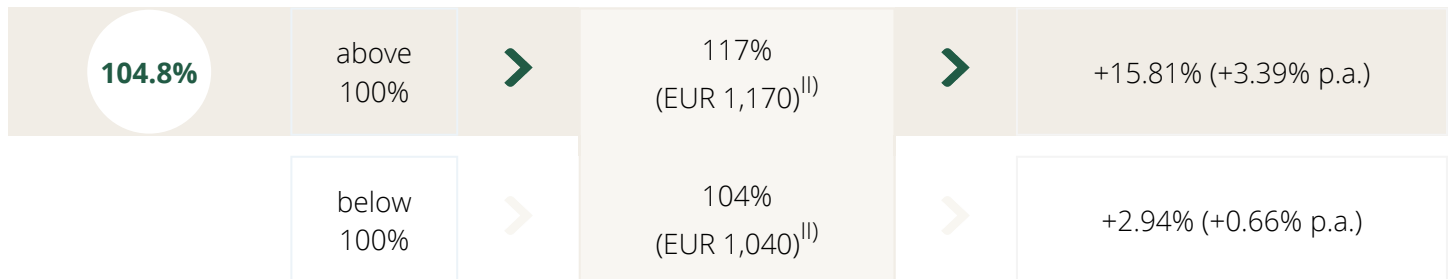 104.8%
above
100%
117%
(EUR 1,170)II)
+15.81% (+3.39% p.a.)
below
100%
104%
(EUR 1,040)II)
+2.94% (+0.66% p.a.)